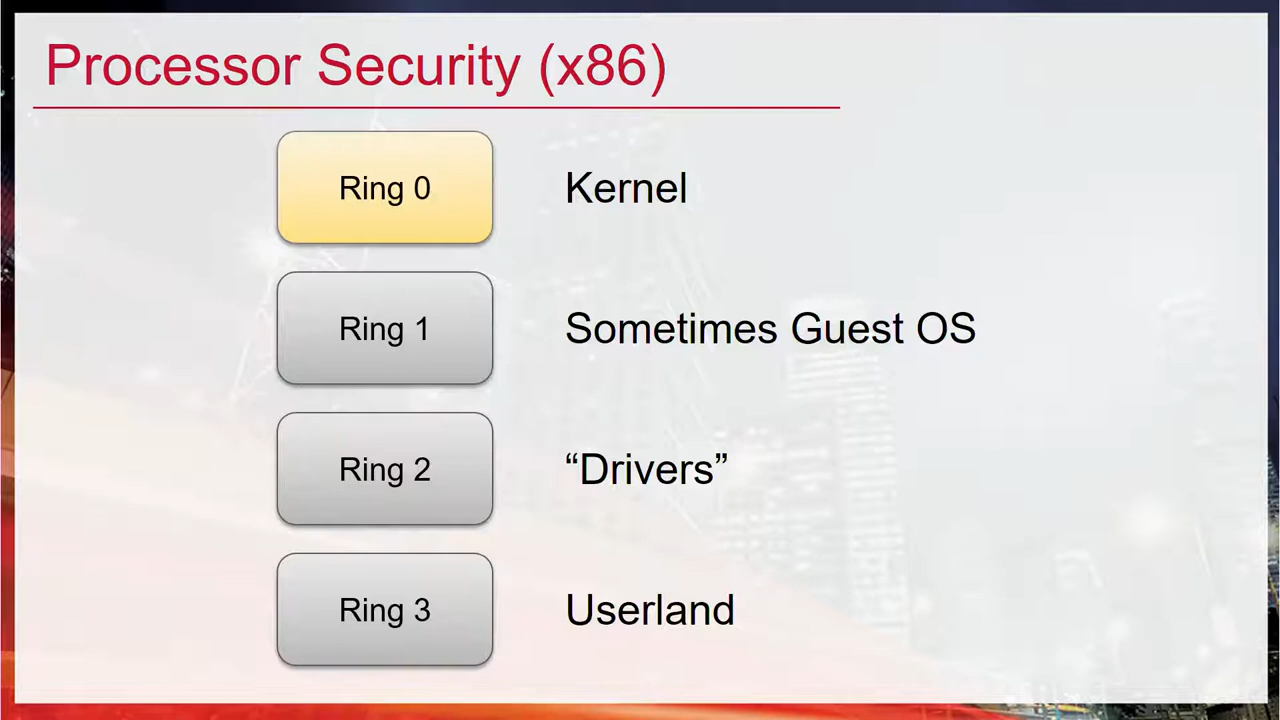 Processor Security (x86)
Ring 0
Kernel
Ring 1
Sometimes Guest OS
Ring 2
“Drivers”
Ring 3
Userland